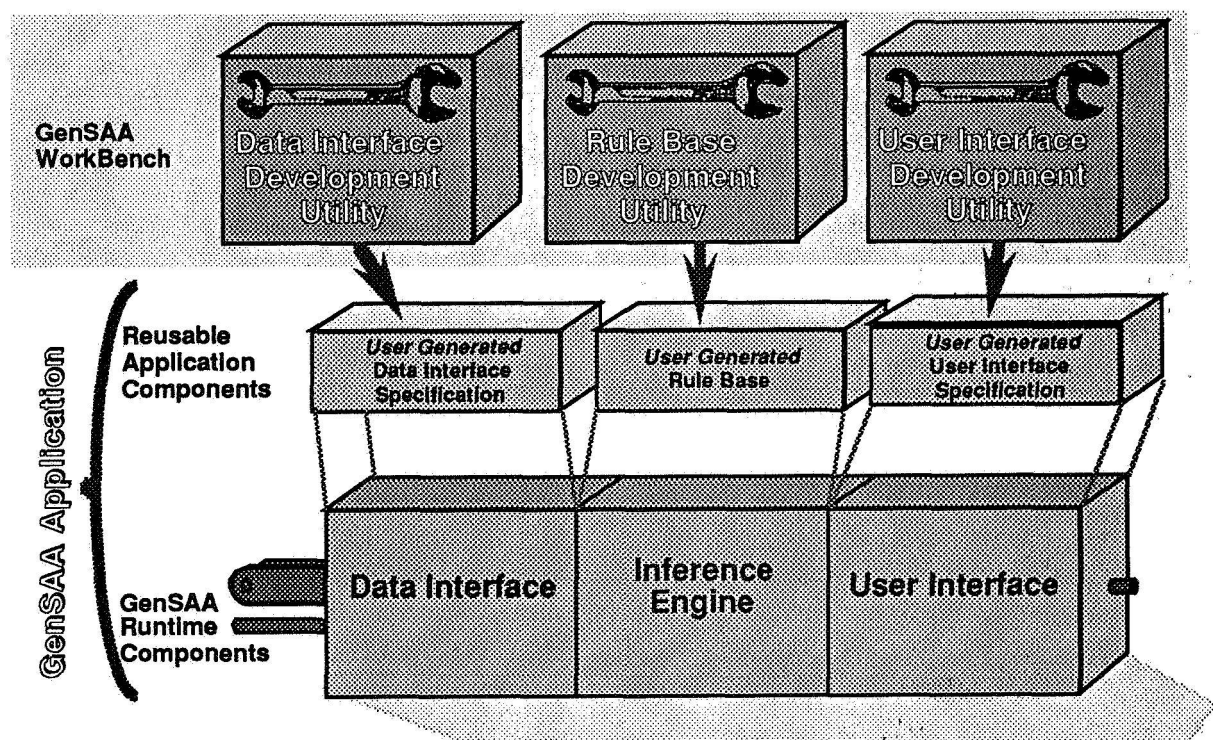 GenSAA
WorkBench
Data Interface
Development
Utility
Rule Base
Development
Utility
User Interface
Development
Utility
GenSAA Application
Reusable
Application
Components
User Generated
Data Interface
Specification
User Generated
Rule Base
User Generated
User Interface
Specification
GenSAA
Runtime
Components
Data Interface
Inference
Engine
User Interface